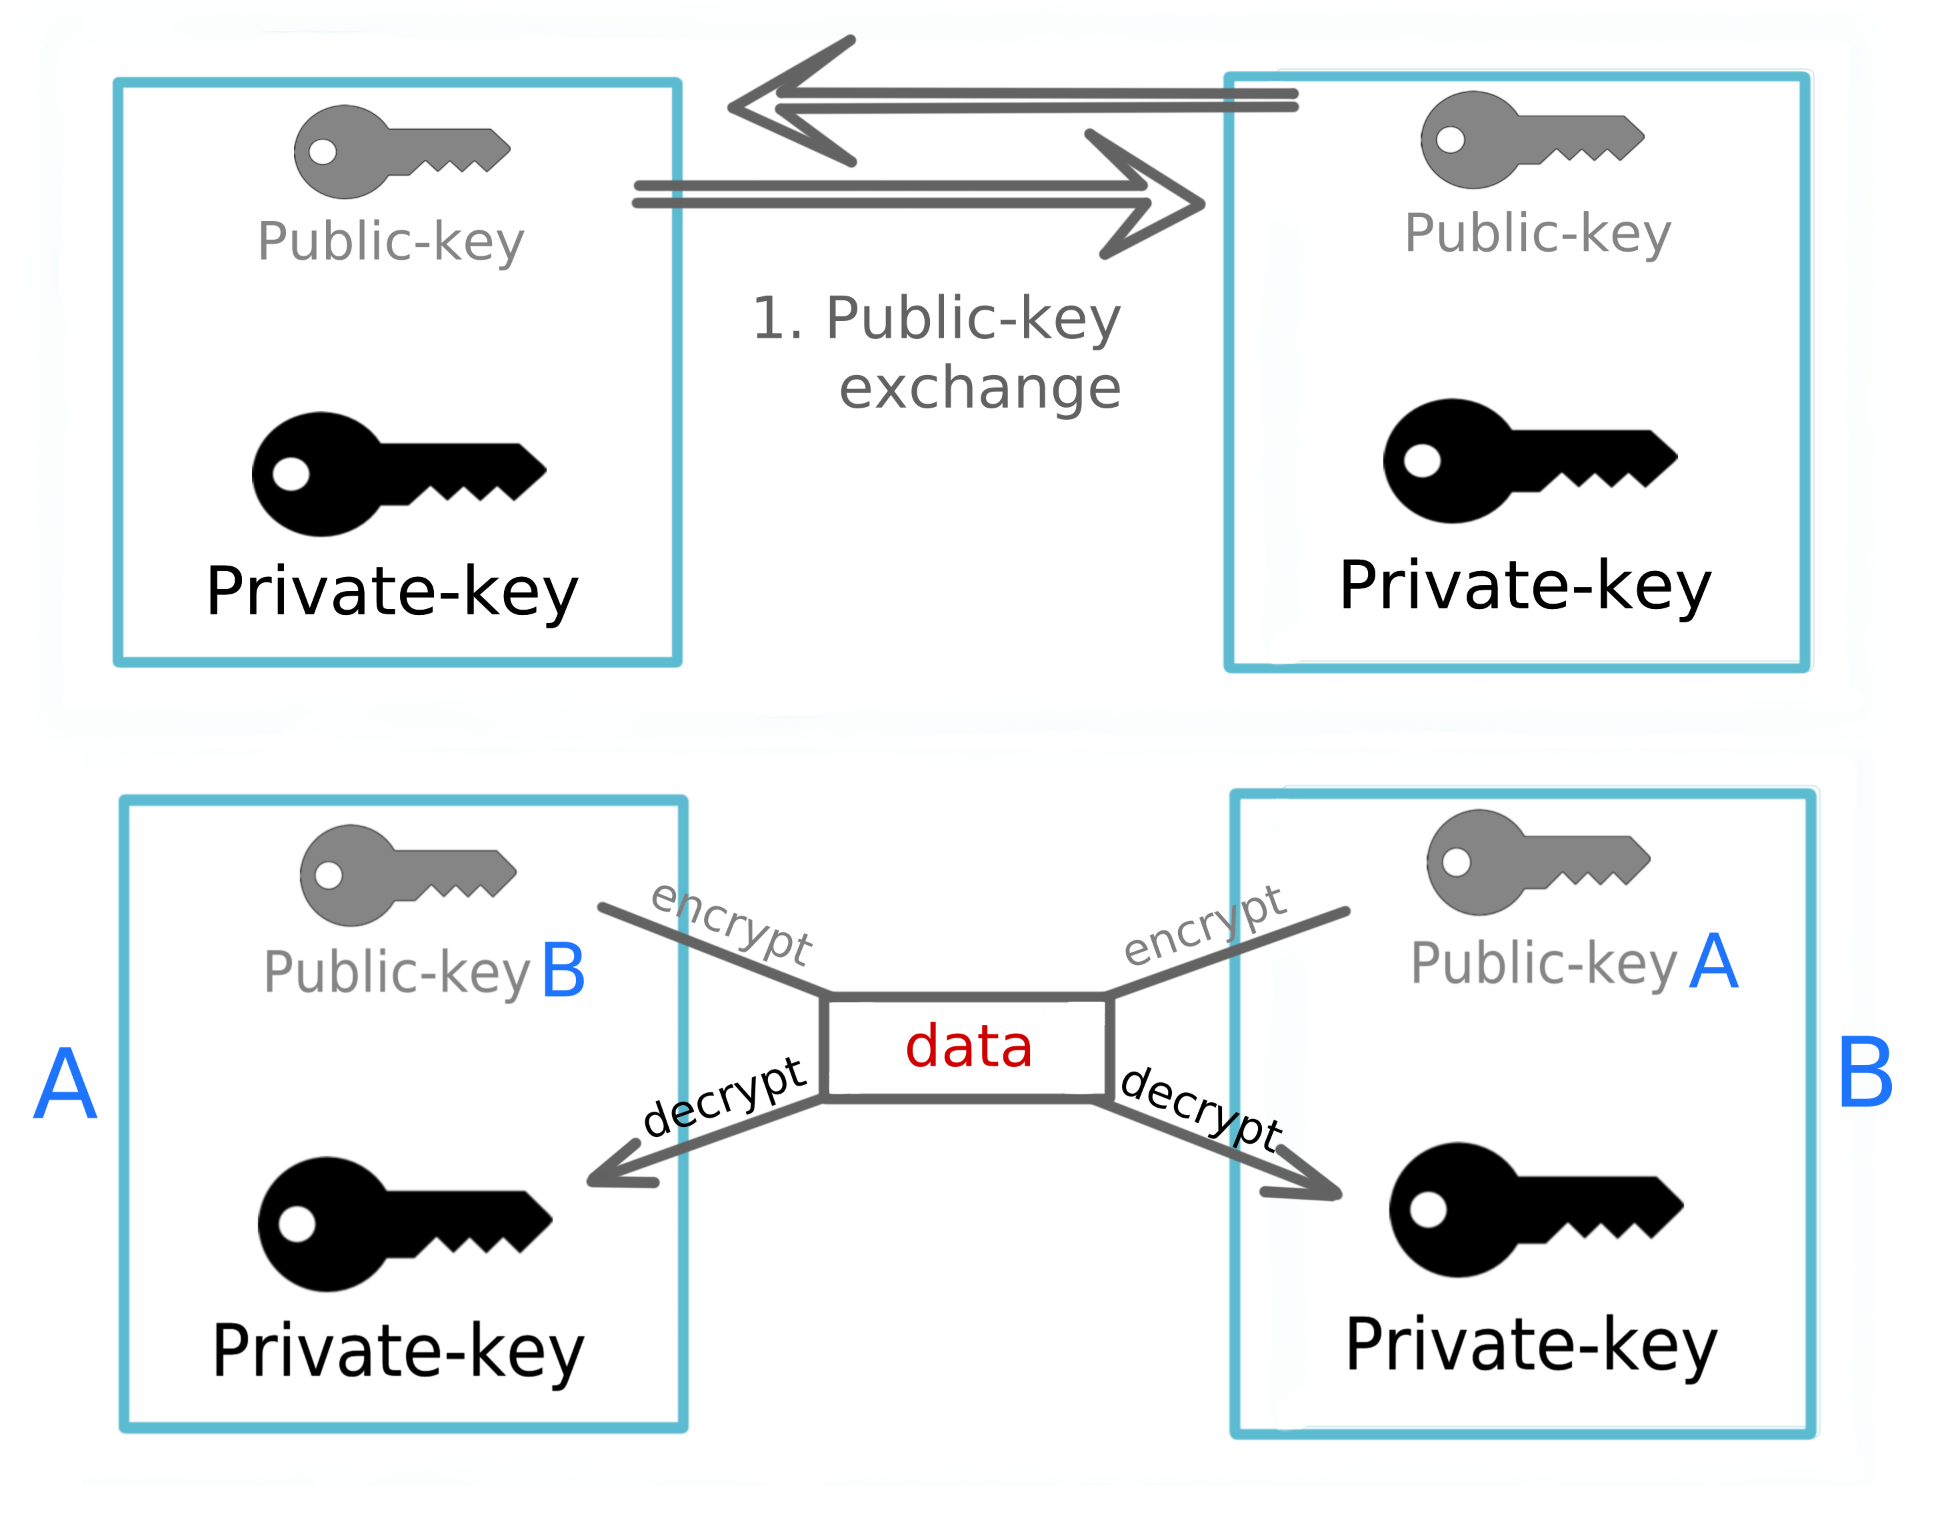 Public-key
Public-key
1. Public-key
exchange
Private-key
Private-key
encrypt
encrypt
Public-key B
Public-key A
data
A
B
decrypt
decrypt
Private-key
Private-key